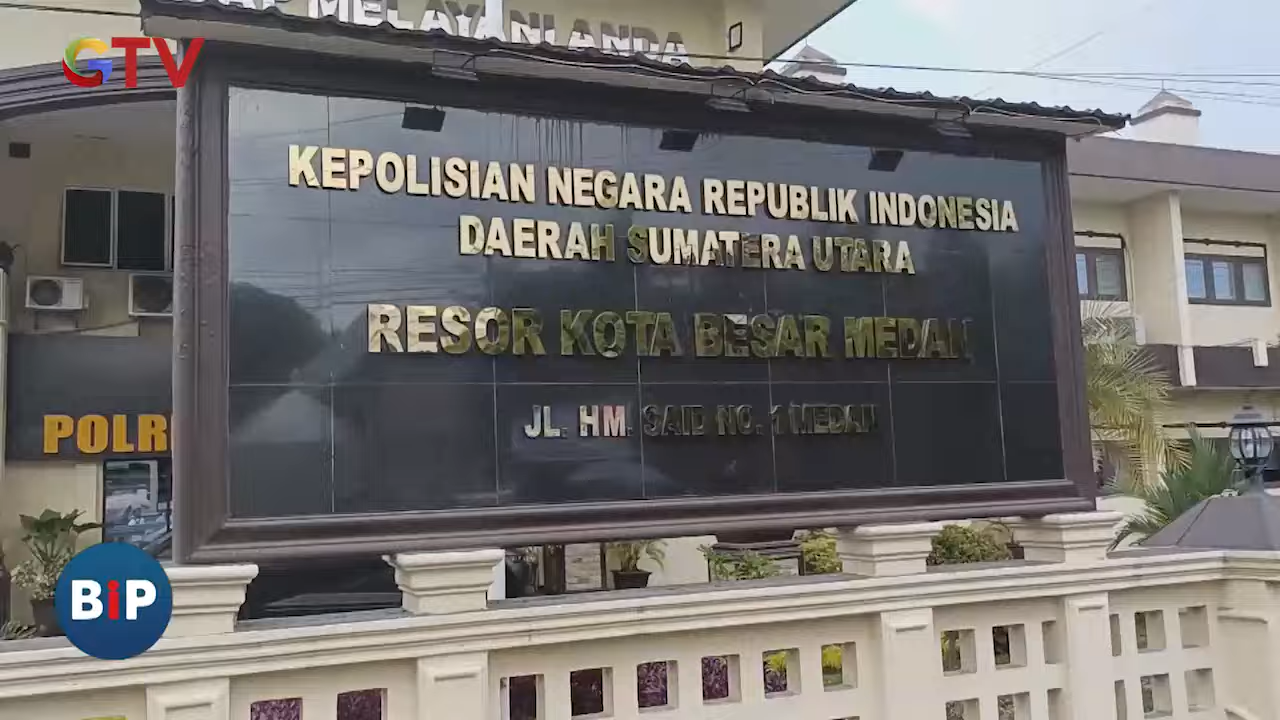 MELAYANI ANDA
GTV
KEPOLISIAN NEGARA REPUBLIK INDONESIA
DAERAH SUMATERA UTARA
RESOR KOTA BESAR MEDAN
JL. HM. SAID NO. 1 MEDAN
POLR
BiP